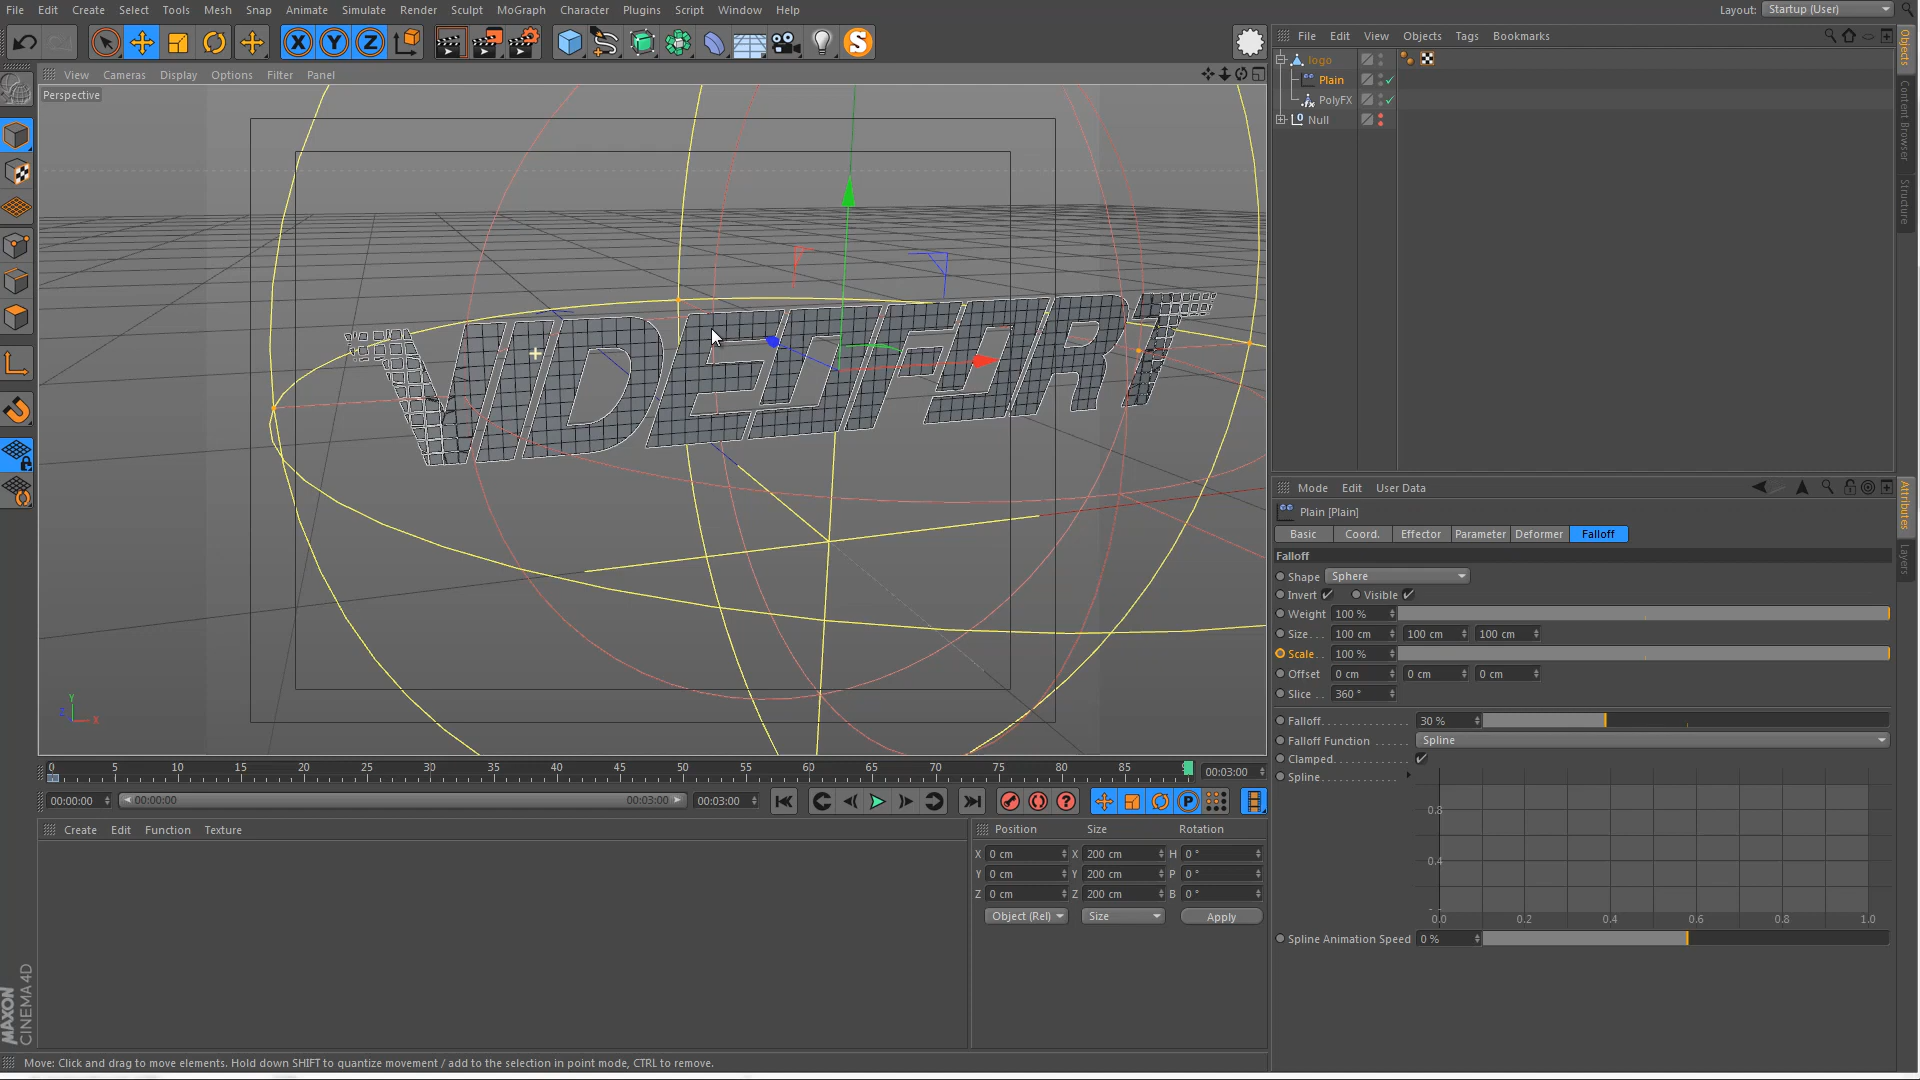 File Edit Create Select Tools Mesh Snap Animate Simulate Render Sculpt MoGraph Character Plugins Script Window Help
Layout: Startup (User)
X Y Z
S
View Cameras Display Options Filter Panel
Perspective
VIDEOFORT
Y
Z X
File Edit View Objects Tags Bookmarks
logo
Plain
PolyFX
Null
Objects
Content Browser
Structure
Mode Edit User Data
Plain [Plain]
Basic Coord. Effector Parameter Deformer Falloff
Falloff
Shape Sphere
Invert Visible
Weight 100 %
Size... 100 cm 100 cm 100 cm
Scale.. 100 %
Offset 0 cm 0 cm 0 cm
Slice .. 360 °
Falloff............... 30 %
Falloff Function ...... Spline
Clamped...........
Spline..............
0.8
0.4
0.0 0.2 0.4 0.6 0.8 1.0
Spline Animation Speed 0 %
Attributes
Layers
0 5 10 15 20 25 30 35 40 45 50 55 60 65 70 75 80 85 00:03:00
00:00:00 00:00:00 00:03:00 00:03:00
P
Create Edit Function Texture
Position Size Rotation
X 0 cm X 200 cm H 0 °
Y 0 cm Y 200 cm P 0 °
Z 0 cm Z 200 cm B 0 °
Object (Rel) Size Apply
MAXON
CINEMA 4D
Move: Click and drag to move elements. Hold down SHIFT to quantize movement / add to the selection in point mode, CTRL to remove.